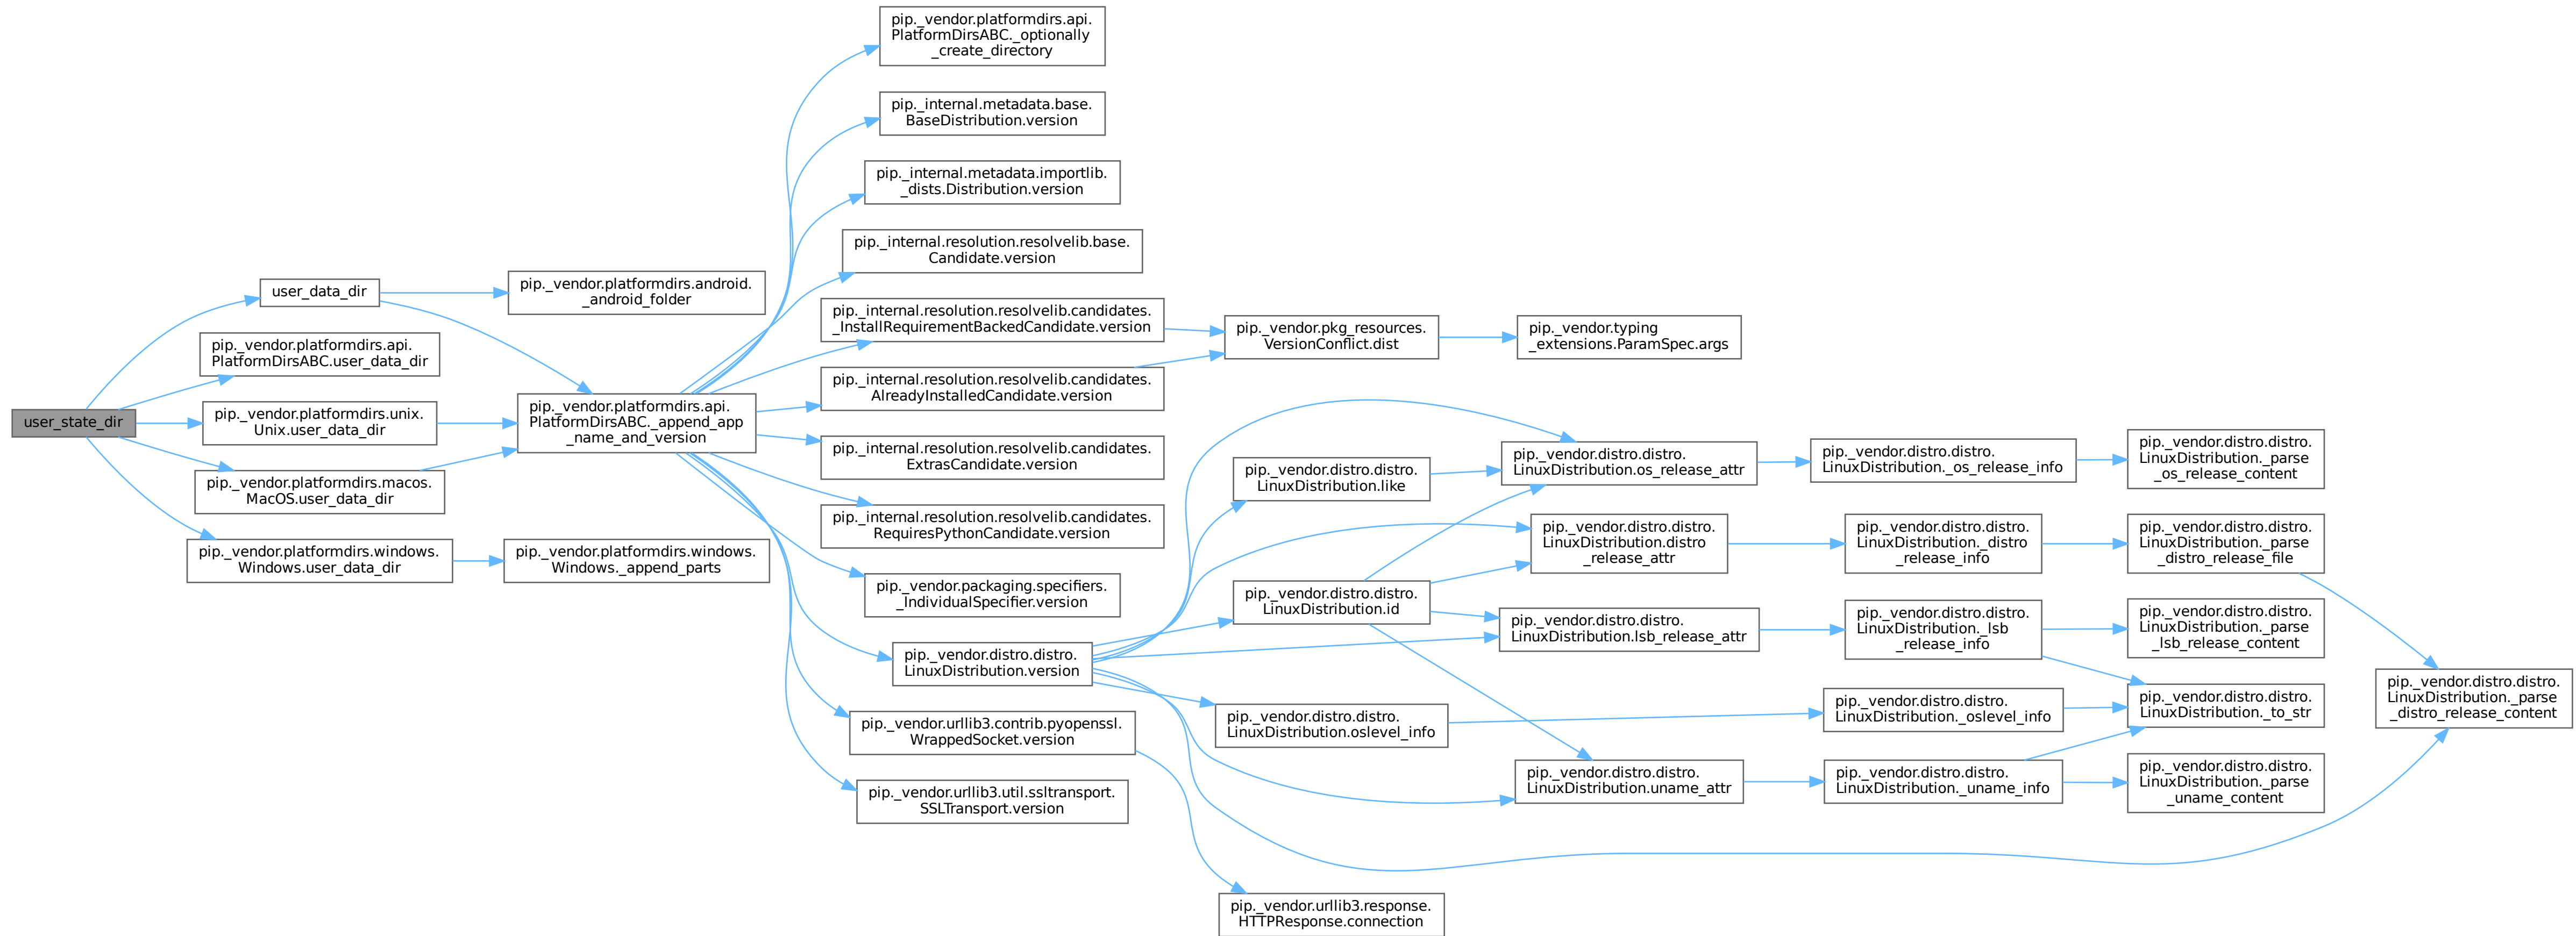 user_state_dir
user_data_dir
pip._vendor.platformdirs.api.
PlatformDirsABC.user_data_dir
pip._vendor.platformdirs.unix.
Unix.user_data_dir
pip._vendor.platformdirs.macos.
MacOS.user_data_dir
pip._vendor.platformdirs.windows.
Windows.user_data_dir
pip._vendor.platformdirs.android.
_android_folder
pip._vendor.platformdirs.api.
PlatformDirsABC._append_app
_name_and_version
pip._vendor.platformdirs.windows.
Windows._append_parts
pip._vendor.platformdirs.api.
PlatformDirsABC._optionally
_create_directory
pip._internal.metadata.base.
BaseDistribution.version
pip._internal.metadata.importlib.
_dists.Distribution.version
pip._internal.resolution.resolvelib.base.
Candidate.version
pip._internal.resolution.resolvelib.candidates.
_InstallRequirementBackedCandidate.version
pip._internal.resolution.resolvelib.candidates.
AlreadyInstalledCandidate.version
pip._internal.resolution.resolvelib.candidates.
ExtrasCandidate.version
pip._internal.resolution.resolvelib.candidates.
RequiresPythonCandidate.version
pip._vendor.packaging.specifiers.
_IndividualSpecifier.version
pip._vendor.distro.distro.
LinuxDistribution.version
pip._vendor.urllib3.contrib.pyopenssl.
WrappedSocket.version
pip._vendor.urllib3.util.ssltransport.
SSLTransport.version
pip._vendor.pkg_resources.
VersionConflict.dist
pip._vendor.distro.distro.
LinuxDistribution.like
pip._vendor.distro.distro.
LinuxDistribution.id
pip._vendor.distro.distro.
LinuxDistribution.oslevel_info
pip._vendor.urllib3.response.
HTTPResponse.connection
pip._vendor.typing
_extensions.ParamSpec.args
pip._vendor.distro.distro.
LinuxDistribution.os_release_attr
pip._vendor.distro.distro.
LinuxDistribution.distro
_release_attr
pip._vendor.distro.distro.
LinuxDistribution.lsb_release_attr
pip._vendor.distro.distro.
LinuxDistribution.uname_attr
pip._vendor.distro.distro.
LinuxDistribution._os_release_info
pip._vendor.distro.distro.
LinuxDistribution._distro
_release_info
pip._vendor.distro.distro.
LinuxDistribution._lsb
_release_info
pip._vendor.distro.distro.
LinuxDistribution._oslevel_info
pip._vendor.distro.distro.
LinuxDistribution._uname_info
pip._vendor.distro.distro.
LinuxDistribution._parse
_os_release_content
pip._vendor.distro.distro.
LinuxDistribution._parse
_distro_release_file
pip._vendor.distro.distro.
LinuxDistribution._parse
_lsb_release_content
pip._vendor.distro.distro.
LinuxDistribution._to_str
pip._vendor.distro.distro.
LinuxDistribution._parse
_uname_content
pip._vendor.distro.distro.
LinuxDistribution._parse
_distro_release_content